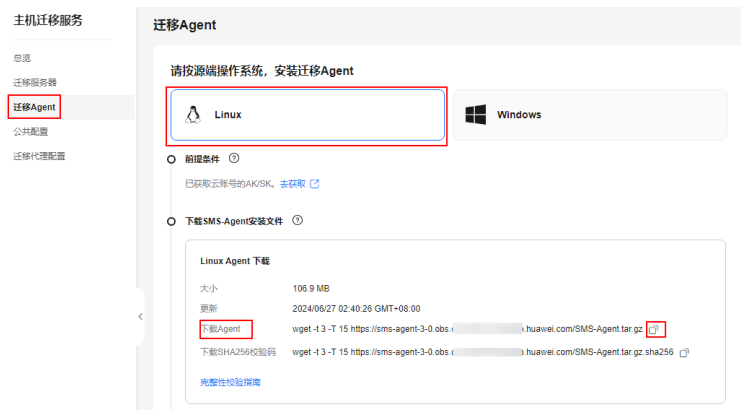 主机迁移服务
总览
迁移服务器
迁移Agent
公共配置
迁移代理配置
迁移Agent
请按源端操作系统，安装迁移Agent
Linux
Windows
前提条件
已获取云账号的AK/SK。去获取
下载SMS-Agent安装文件
Linux Agent 下载
大小 106.9 MB
更新 2024/06/27 02:40:26 GMT+08:00
下载Agent wget -t 3 -T 15 https://sms-agent-3-0.obs. .huawei.com/SMS-Agent.tar.gz
下载SHA256校验码 wget -t 3 -T 15 https://sms-agent-3-0.obs. .huawei.com/SMS-Agent.tar.gz.sha256
完整性校验指南